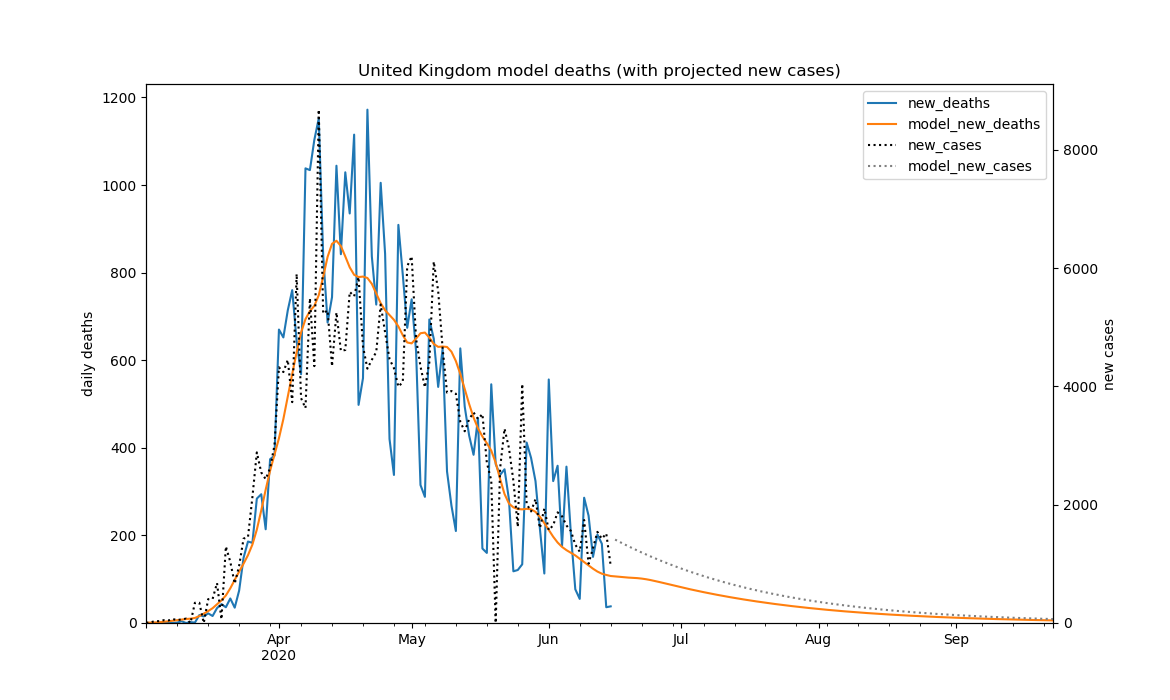 United Kingdom model deaths (with projected new cases)
1200
1000
800
600
400
200
0
daily deaths
8000
6000
4000
2000
0
new cases
new_deaths
model_new_deaths
new_cases
model_new_cases
Apr
2020
May
Jun
Jul
Aug
Sep